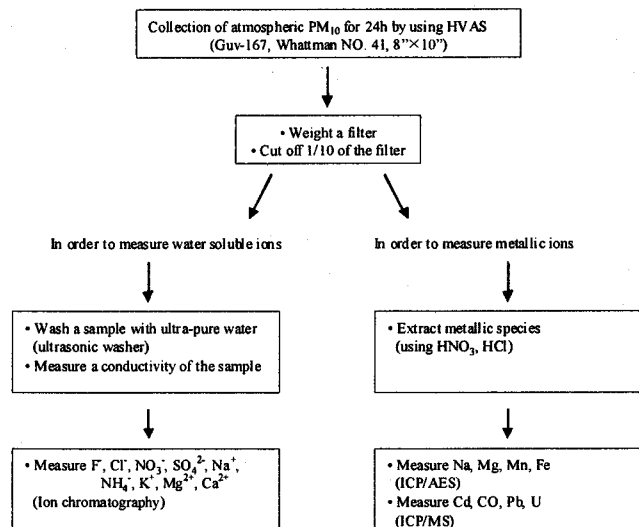 Collection of atmospheric PM₁₀ for 24h by using HVAS
(Guv-167, Whattman NO. 41, 8"×10")
• Weight a filter
• Cut off 1/10 of the filter
In order to measure water soluble ions
In order to measure metallic ions
• Wash a sample with ultra-pure water
(ultrasonic washer)
• Measure a conductivity of the sample
• Extract metallic species
(using HNO₃, HCl)
• Measure F⁻, Cl⁻, NO₃⁻, SO₄²⁻, Na⁺,
NH₄⁻, K⁺, Mg²⁺, Ca²⁺
(Ion chromatography)
• Measure Na, Mg, Mn, Fe
(ICP/AES)
• Measure Cd, CO, Pb, U
(ICP/MS)